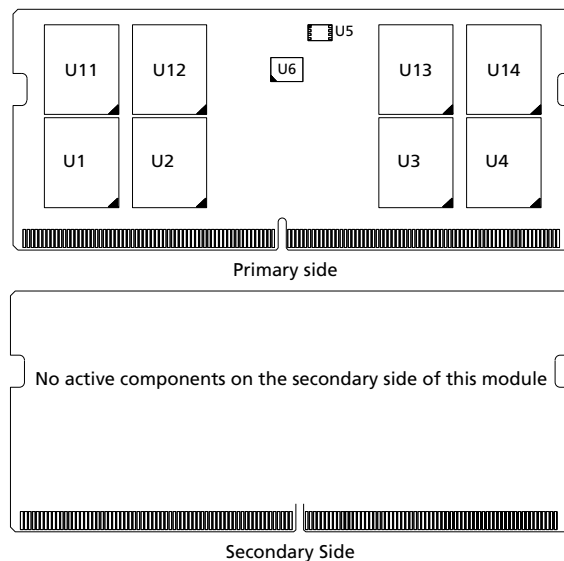 U5
U11 U12 U6 U13 U14
U1 U2 U3 U4
Primary side
No active components on the secondary side of this module
Secondary Side